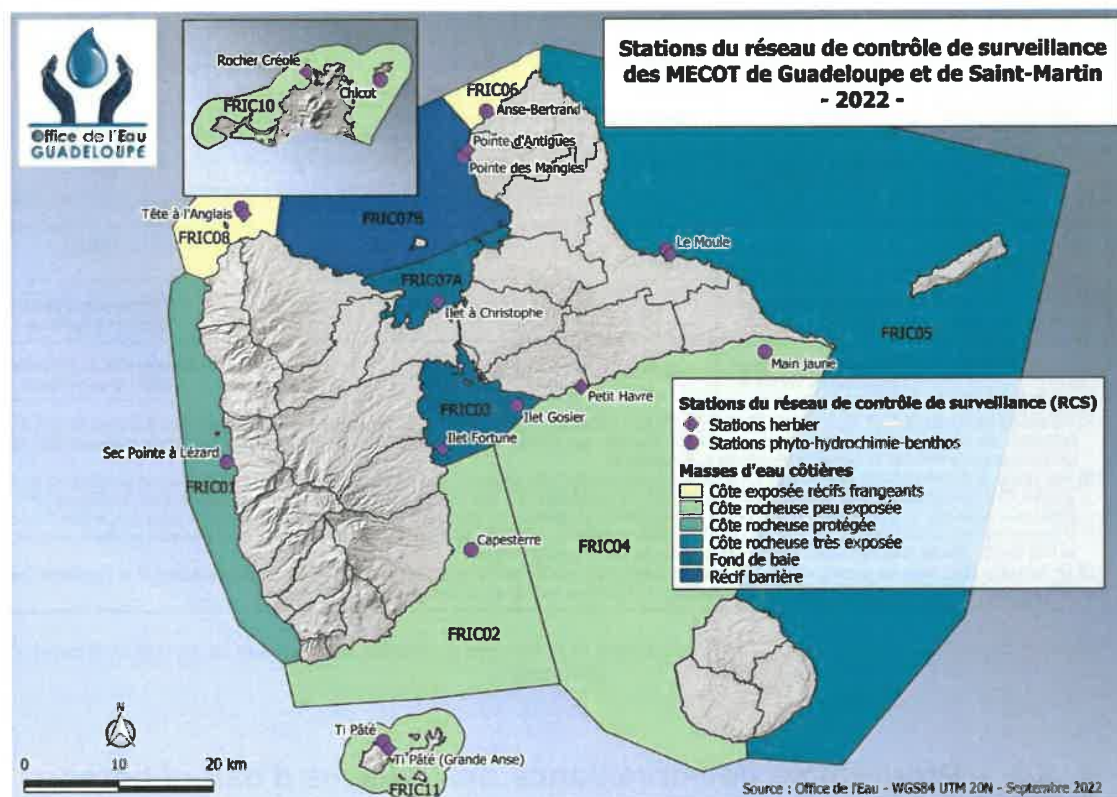 Office de l'Eau
GUADELOUPE
Rocher Créole
Chicot
FRIC10
Stations du réseau de contrôle de surveillance
des MECOT de Guadeloupe et de Saint-Martin
- 2022 -
FRIC06
Anse-Bertrand
Pointe d'Antigues
Pointe des Mangles
Tête à l'Anglais
FRIC08
FRIC07B
Le Moule
FRIC07A
Ilet à Christophe
FRIC05
Main jaune
Petit Havre
FRIC03
Ilet Gosier
Ilet Fortune
Sec Pointe à Lézard
FRIC01
Stations du réseau de contrôle de surveillance (RCS)
Stations herbier
Stations phyto-hydrochimie-benthos
Masses d'eau côtières
Côte exposée récifs frangeants
Côte rocheuse peu exposée
Côte rocheuse protégée
Côte rocheuse très exposée
Fond de baie
Récif barrière
Capesterre
FRIC04
FRIC02
N
0 10 20 km
Ti Pâté
Ti Pâté (Grande Anse)
FRIC11
Source : Office de l'Eau - WGS84 UTM 20N - Septembre 2022